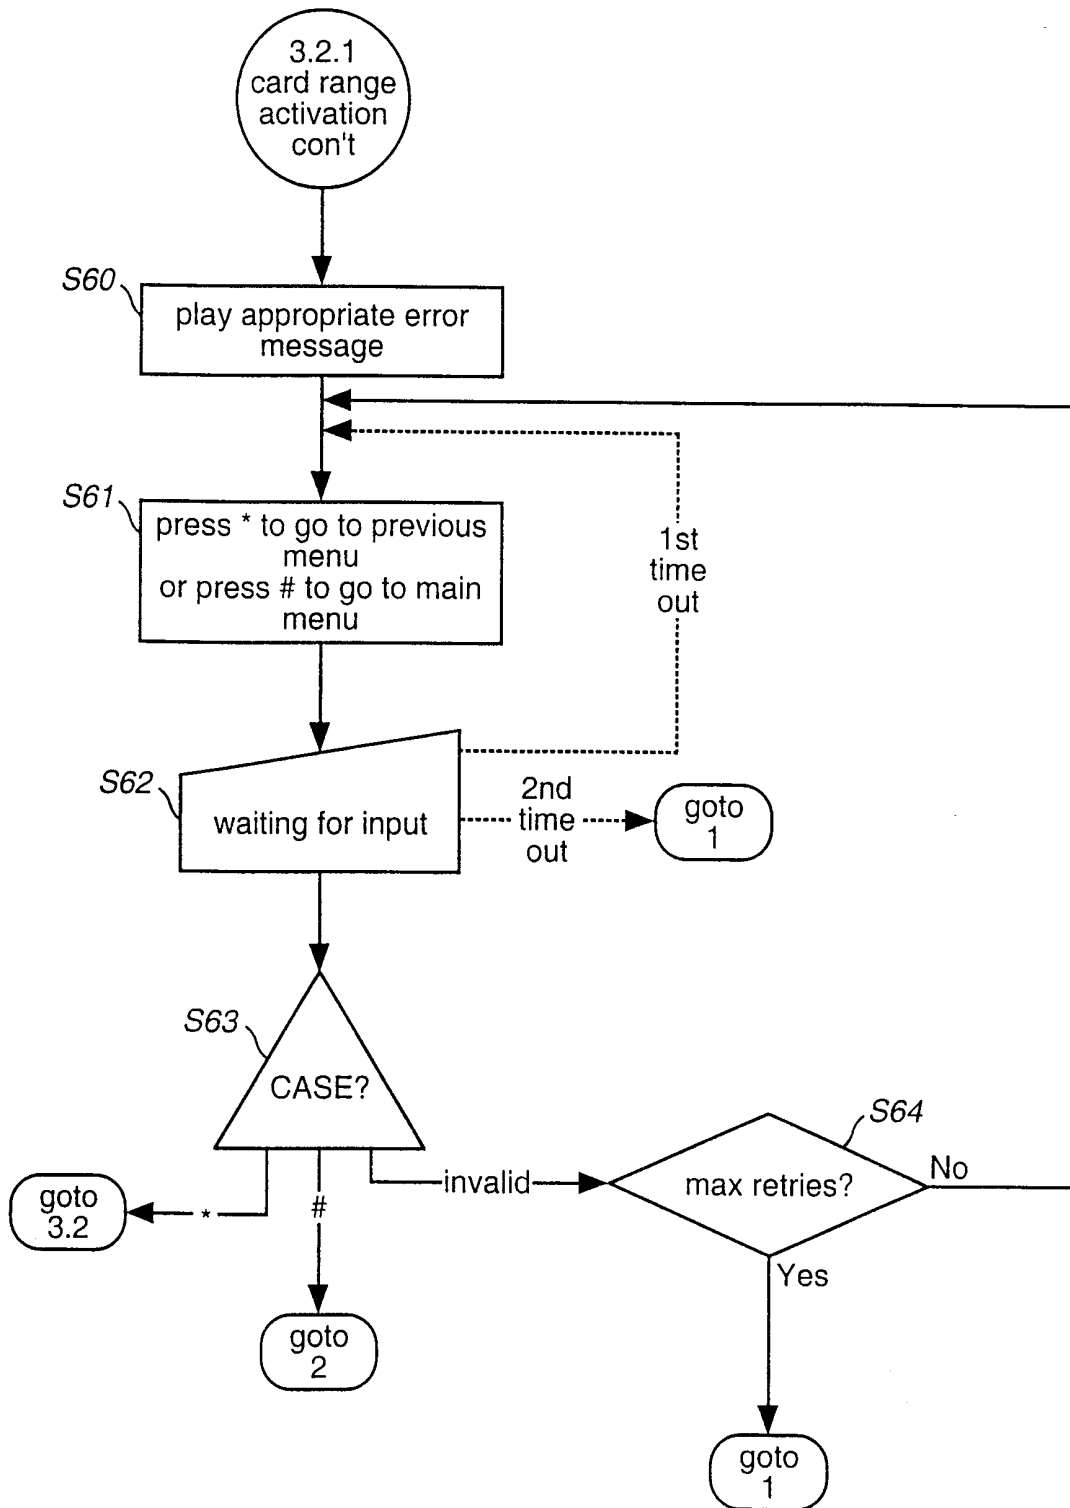 3.2.1
card range
activation
con't
S60
play appropriate error
message
S61
press * to go to previous
menu
or press # to go to main
menu
1st
time
out
S62
waiting for input
2nd
time
out
goto
1
S63
CASE?
S64
max retries?
No
invalid
goto
3.2
*
#
Yes
goto
2
goto
1